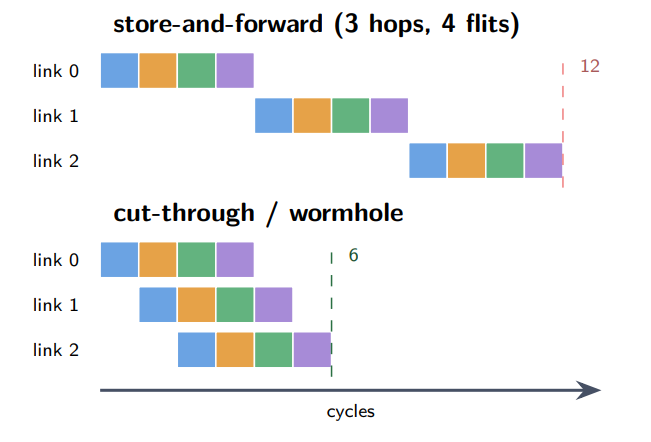 store-and-forward (3 hops, 4 flits)
link 0
12
link 1
link 2
cut-through / wormhole
link 0
6
link 1
link 2
cycles